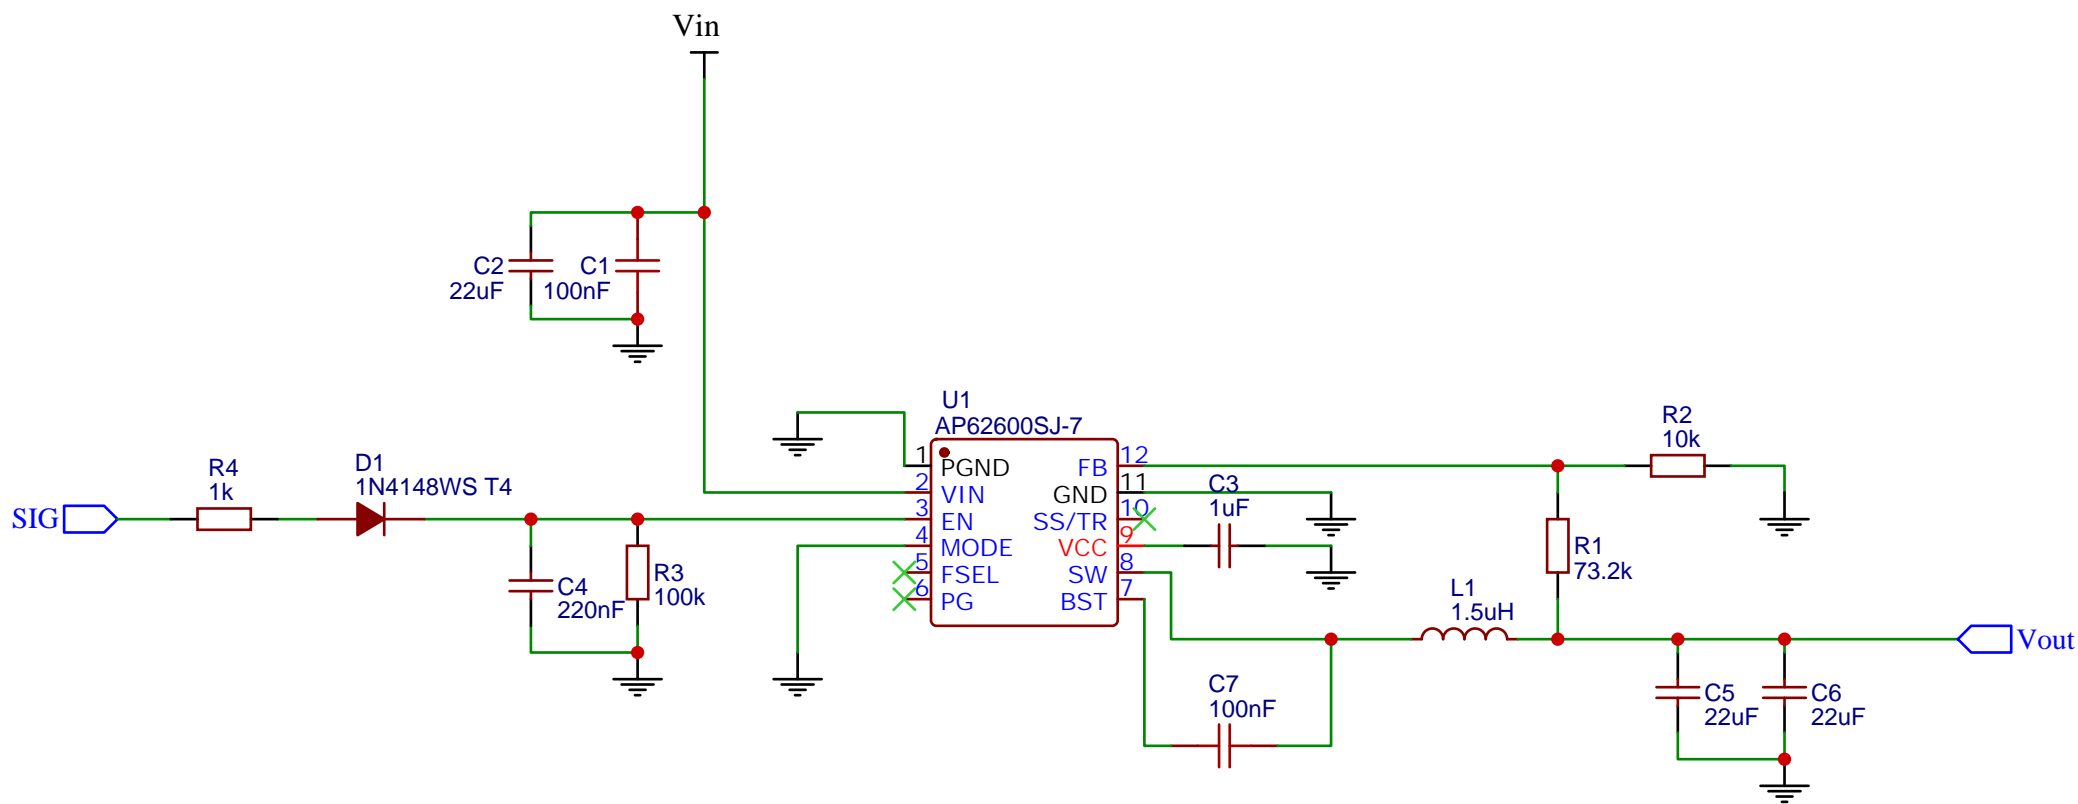 Vin
C2
22uF
C1
100nF
U1
AP62600SJ-7
1
PGND
2
VIN
3
EN
4
MODE
5
FSEL
6
PG
12
FB
11
GND
10
SS/TR
9
VCC
8
SW
7
BST
SIG
R4
1k
D1
1N4148WS T4
C4
220nF
R3
100k
C3
1uF
R2
10k
R1
73.2k
L1
1.5uH
C7
100nF
C5
22uF
C6
22uF
Vout